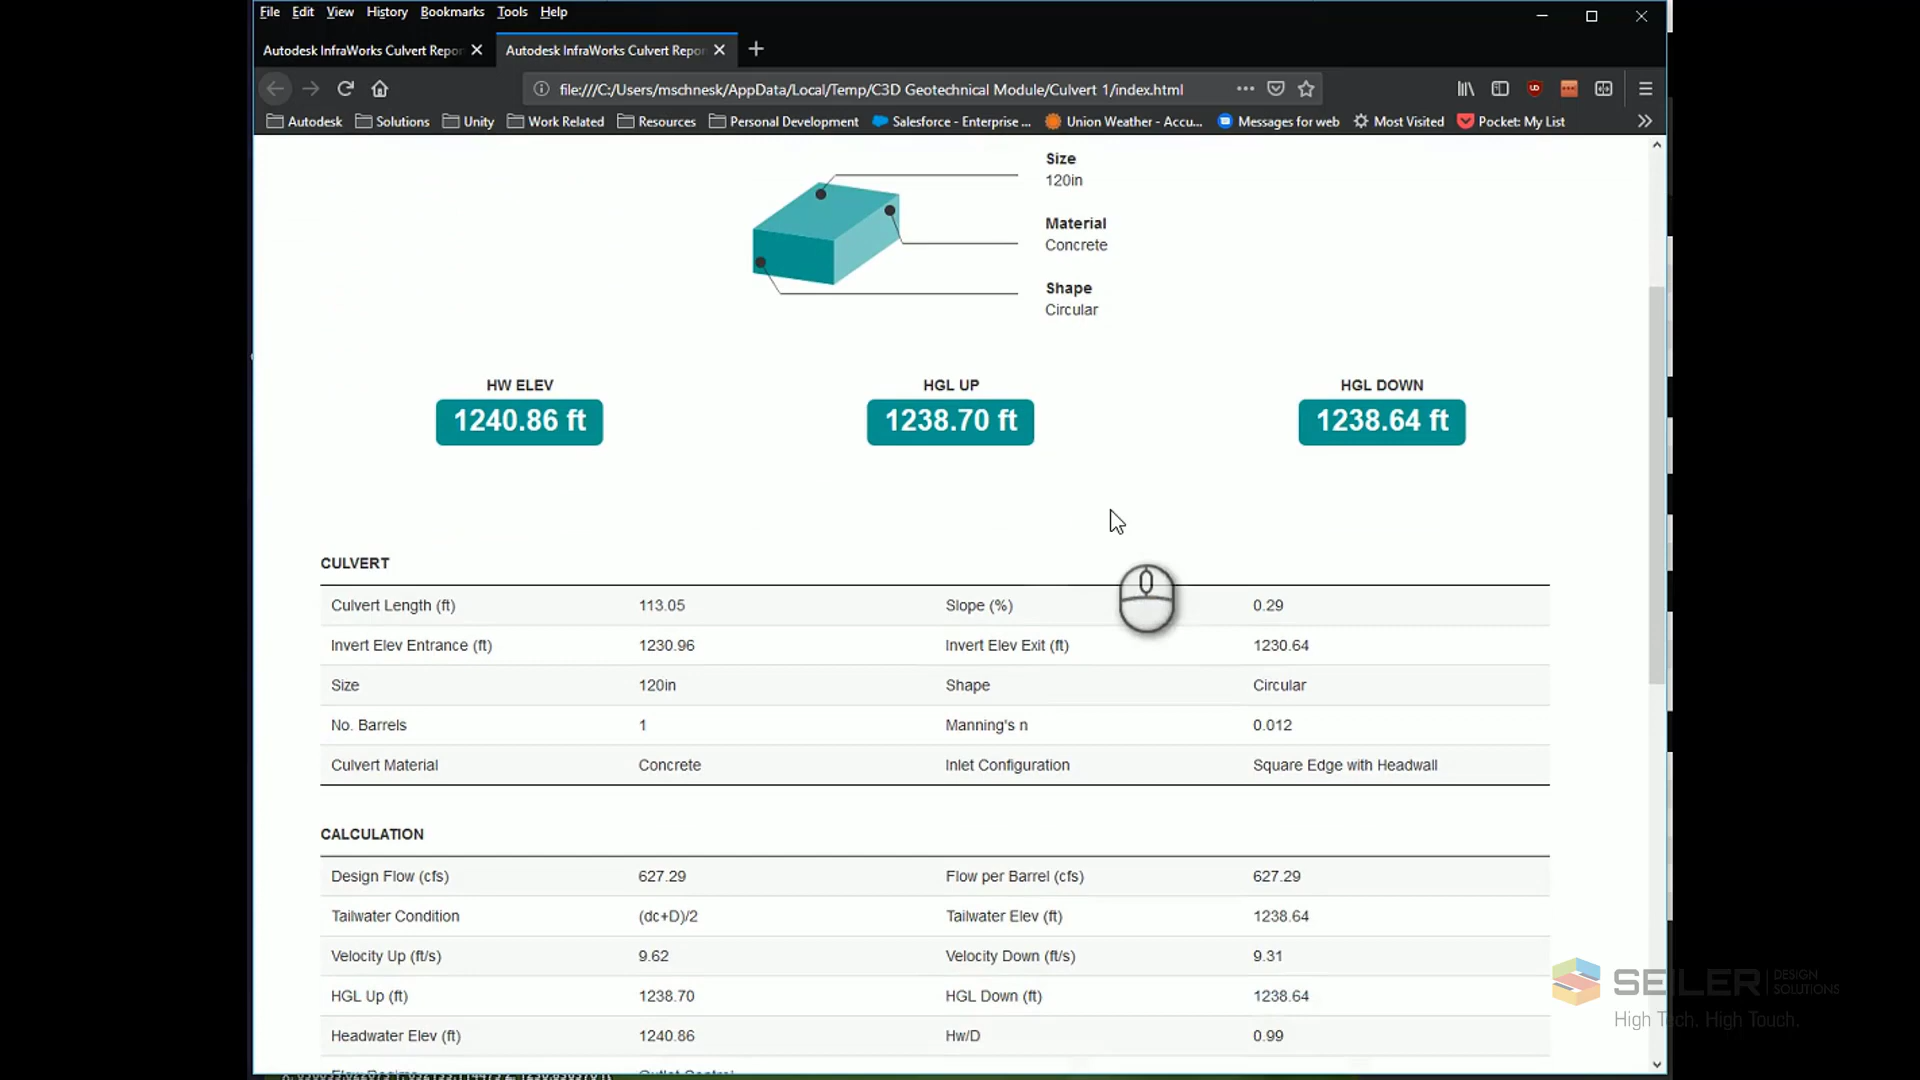 File Edit View History Bookmarks Tools Help
Autodesk InfraWorks Culvert Repor Autodesk InfraWorks Culvert Repor
file:///C:/Users/mschnesk/AppData/Local/Temp/C3D Geotechnical Module/Culvert 1/index.html
Autodesk Solutions Unity Work Related Resources Personal Development Salesforce - Enterprise ... Union Weather - Accu... Messages for web Most Visited Pocket: My List
Size
120in
Material
Concrete
Shape
Circular
HW ELEV HGL UP HGL DOWN
1240.86 ft 1238.70 ft 1238.64 ft
CULVERT
Culvert Length (ft) 113.05 Slope (%) 0.29
Invert Elev Entrance (ft) 1230.96 Invert Elev Exit (ft) 1230.64
Size 120in Shape Circular
No. Barrels 1 Manning's n 0.012
Culvert Material Concrete Inlet Configuration Square Edge with Headwall
CALCULATION
Design Flow (cfs) 627.29 Flow per Barrel (cfs) 627.29
Tailwater Condition (dc+D)/2 Tailwater Elev (ft) 1238.64
Velocity Up (ft/s) 9.62 Velocity Down (ft/s) 9.31
HGL Up (ft) 1238.70 HGL Down (ft) 1238.64
Headwater Elev (ft) 1240.86 Hw/D 0.99
SEILER DESIGN SOLUTIONS
High Tech. High Touch.